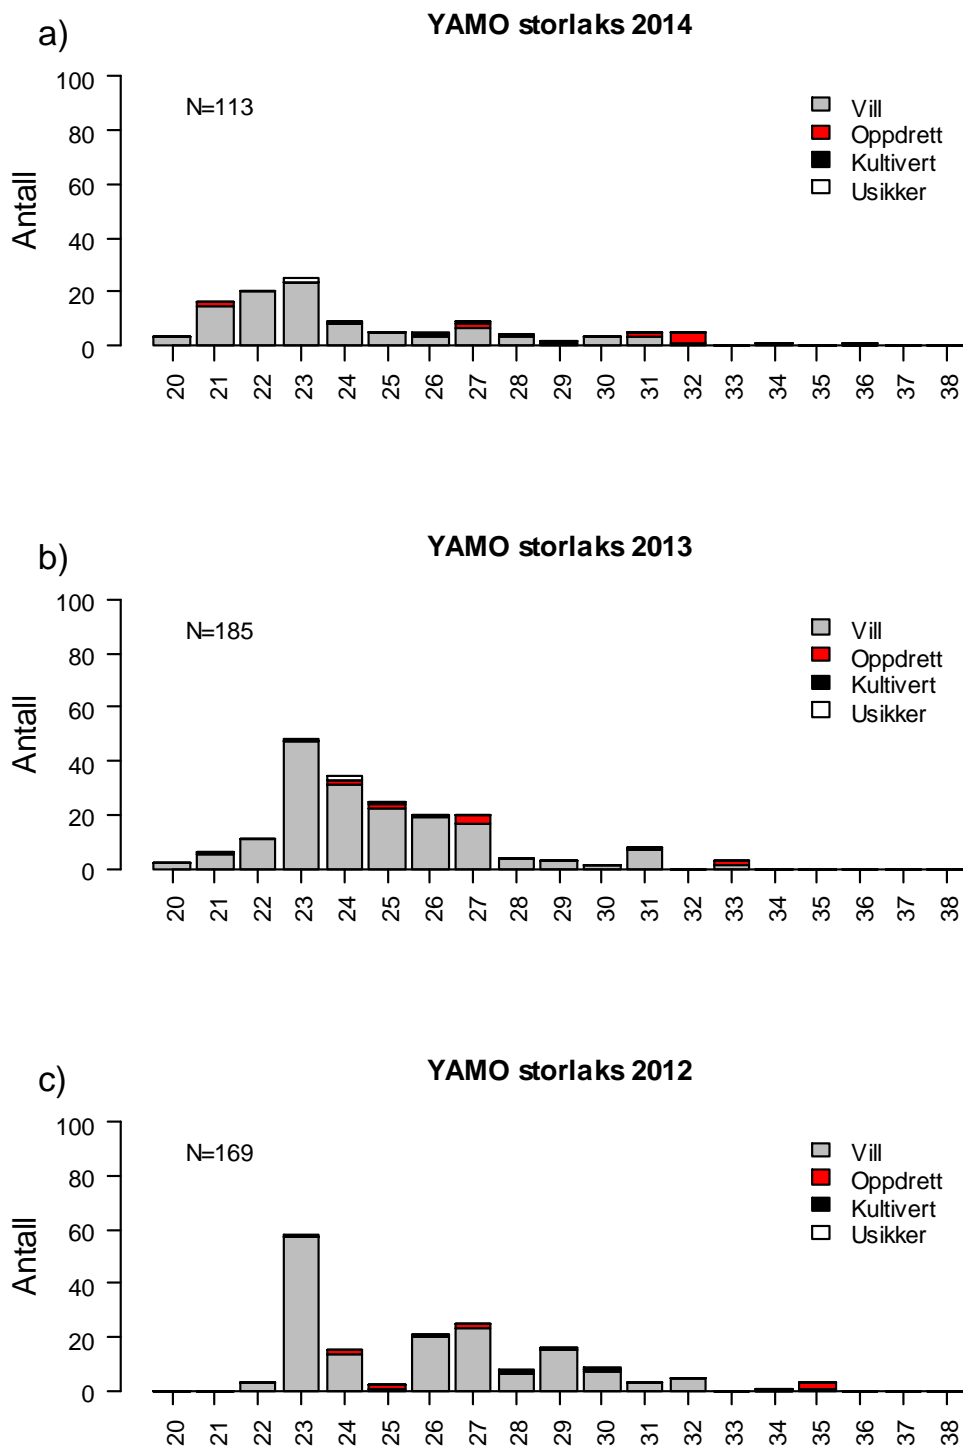 a)
YAMO storlaks 2014
N=113
Vill
Oppdrett
Kultivert
Usikker
Antall
100
80
60
40
20
0
20 21 22 23 24 25 26 27 28 29 30 31 32 33 34 35 36 37 38
b)
YAMO storlaks 2013
N=185
Vill
Oppdrett
Kultivert
Usikker
Antall
100
80
60
40
20
0
20 21 22 23 24 25 26 27 28 29 30 31 32 33 34 35 36 37 38
c)
YAMO storlaks 2012
N=169
Vill
Oppdrett
Kultivert
Usikker
Antall
100
80
60
40
20
0
20 21 22 23 24 25 26 27 28 29 30 31 32 33 34 35 36 37 38